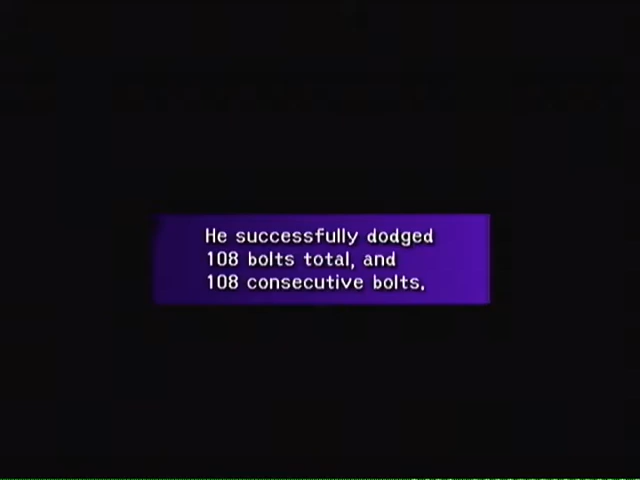 He successfully dodged
108 bolts total, and
108 consecutive bolts.